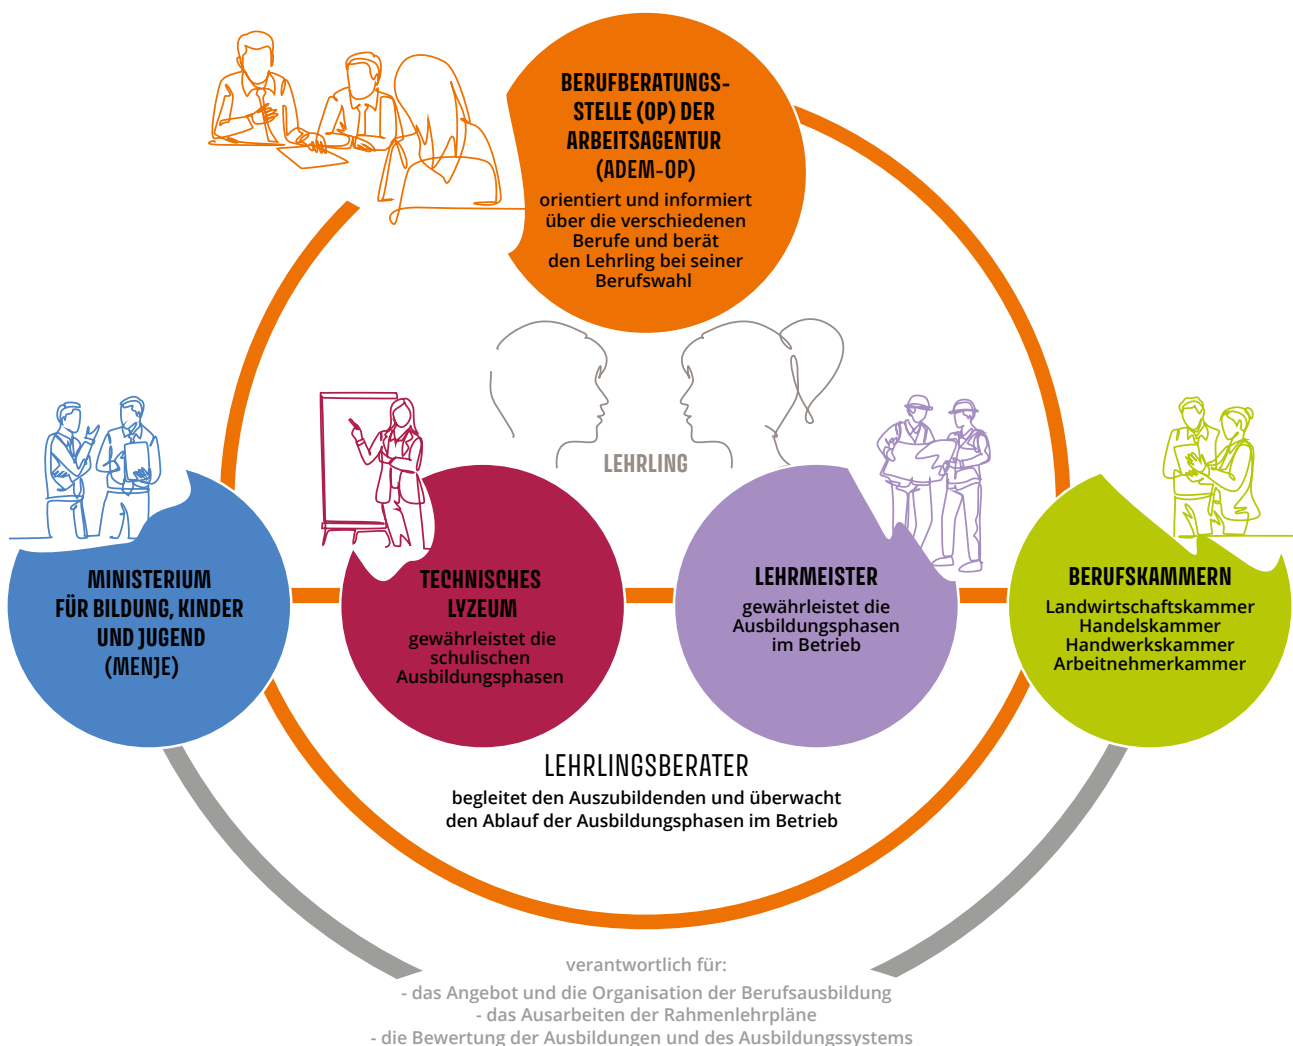 BERUFBERATUNGS-
STELLE (OP) DER
ARBEITSAGENTUR
(ADEM-OP)
orientiert und informiert
über die verschiedenen
Berufe und berät
den Lehrling bei seiner
Berufswahl
LEHRLING
MINISTERIUM
FÜR BILDUNG, KINDER
UND JUGEND
(MENJE)
TECHNISCHES
LYZEUM
gewährleistet die
schulischen
Ausbildungsphasen
LEHRMEISTER
gewährleistet die
Ausbildungsphasen
im Betrieb
BERUFSKAMMERN
Landwirtschaftskammer
Handelskammer
Handwerkskammer
Arbeitnehmerkammer
LEHRLINGSBERATER
begleitet den Auszubildenden und überwacht
den Ablauf der Ausbildungsphasen im Betrieb
verantwortlich für:
- das Angebot und die Organisation der Berufsausbildung
- das Ausarbeiten der Rahmenlehrpläne
- die Bewertung der Ausbildungen und des Ausbildungssystems